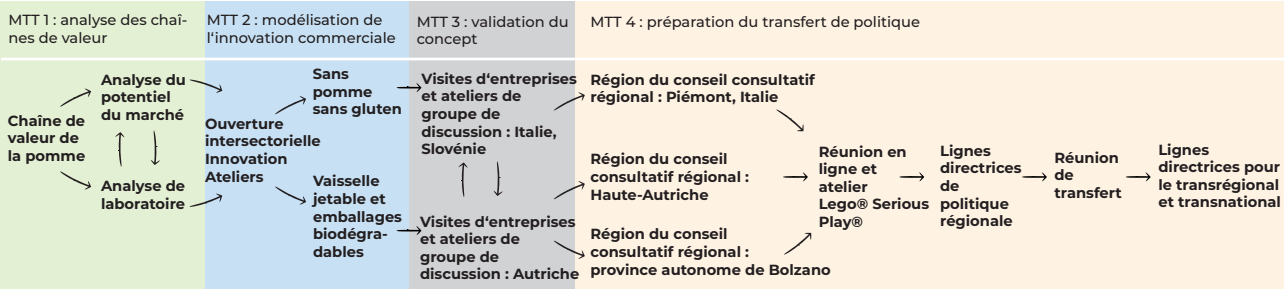 MTT 1 : analyse des chaî-
nes de valeur
MTT 2 : modélisation de
l‘innovation commerciale
MTT 3 : validation du
concept
MTT 4 : préparation du transfert de politique
Chaîne de
valeur de
la pomme
Analyse du
potentiel
du marché
Analyse de
laboratoire
Ouverture
intersectorielle
Innovation
Ateliers
Sans
pomme
sans gluten
Vaisselle
jetable et
emballages
biodégra-
dables
Visites d‘entreprises
et ateliers de
groupe de
discussion : Italie,
Slovénie
Visites d‘entreprises
et ateliers de
groupe de
discussion : Autriche
Région du conseil consultatif
régional : Piémont, Italie
Région du conseil
consultatif régional :
Haute-Autriche
Région du conseil
consultatif régional :
province autonome de Bolzano
Réunion en
ligne et
atelier
Lego® Serious
Play®
Lignes
directrices
de
politique
régionale
Réunion
de
transfert
Lignes
directrices pour
le transrégional
et transnational